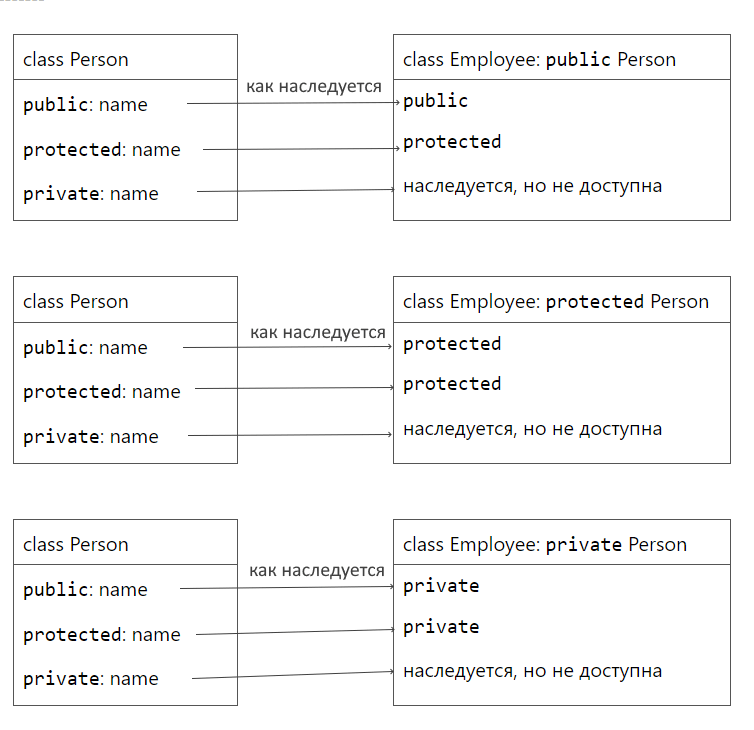 class Person
class Employee: public Person
как наследуется
public: name
public
protected: name
protected
private: name
наследуется, но не доступна
class Person
class Employee: protected Person
как наследуется
public: name
protected
protected: name
protected
private: name
наследуется, но не доступна
class Person
class Employee: private Person
как наследуется
public: name
private
protected: name
private
private: name
наследуется, но не доступна